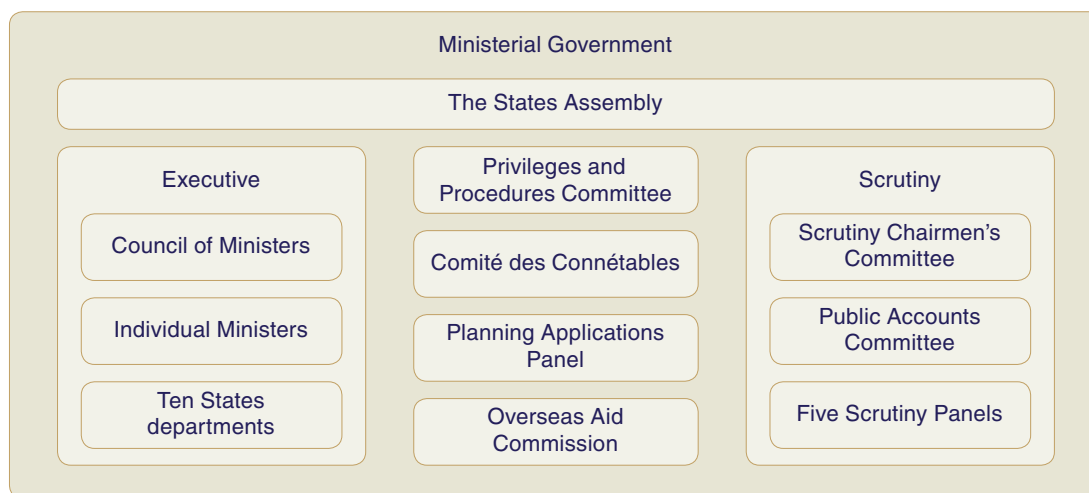 Ministerial Government
The States Assembly
Executive
Council of Ministers
Individual Ministers
Ten States
departments
Privileges and
Procedures Committee
Comité des Connétables
Planning Applications
Panel
Overseas Aid
Commission
Scrutiny
Scrutiny Chairmen’s
Committee
Public Accounts
Committee
Five Scrutiny Panels